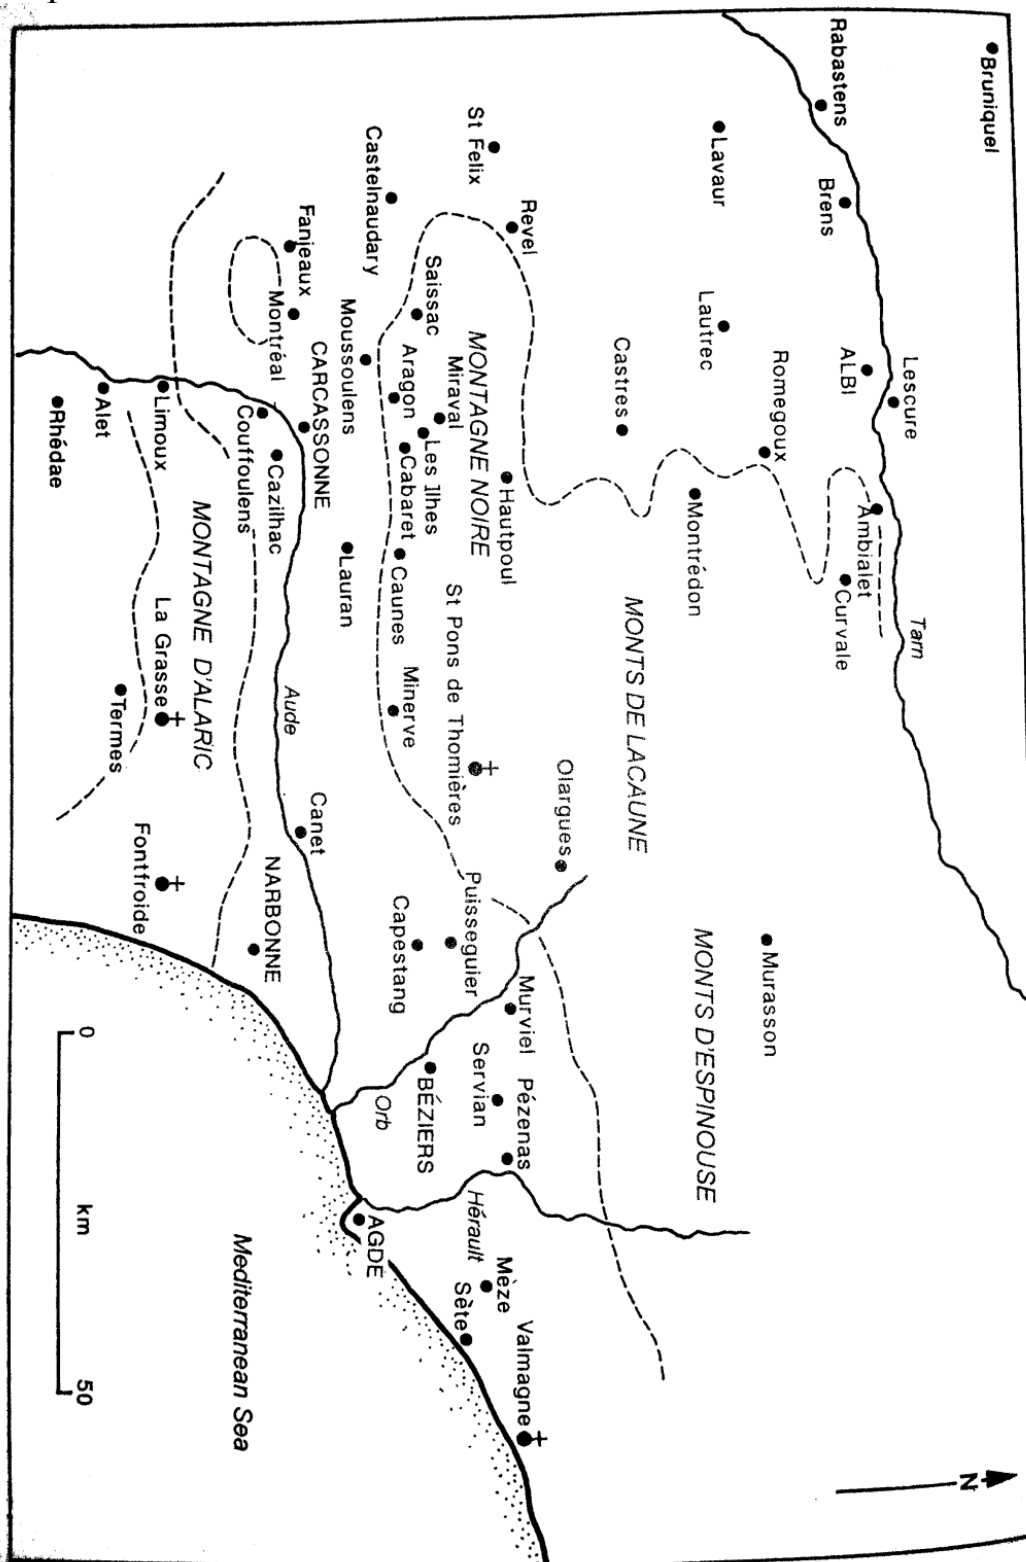 Bruniquel
N
Lescure
Tarn
Ambialet
ALBI
Curvale
Rabastens
Brens
Romegoux
Murasson
Lavaur
Lautrec
Montrédon
MONTS D'ESPINOUSE
Castres
MONTS DE LACAUNE
Olargues
Revel
Hautpoul
Murviel
Pézenas
Valmagne
St Felix
MONTAGNE NOIRE
Servian
Mèze
Miraval
St Pons de Thomières
Puisseguier
Hérault
Sète
Saissac
Les Ilhes
BÉZIERS
Aragon
Cabaret
Minerve
Capestang
Caunes
Orb
Castelnaudary
AGDE
Moussoulens
Lauran
CARCASSONNE
Canet
Fanjeaux
Aude
Montréal
Cazilhac
NARBONNE
Couffoulens
Mediterranean Sea
MONTAGNE D'ALARIC
Limoux
La Grasse
Fontfroide
Termes
Alet
0
km
50
Rhédae